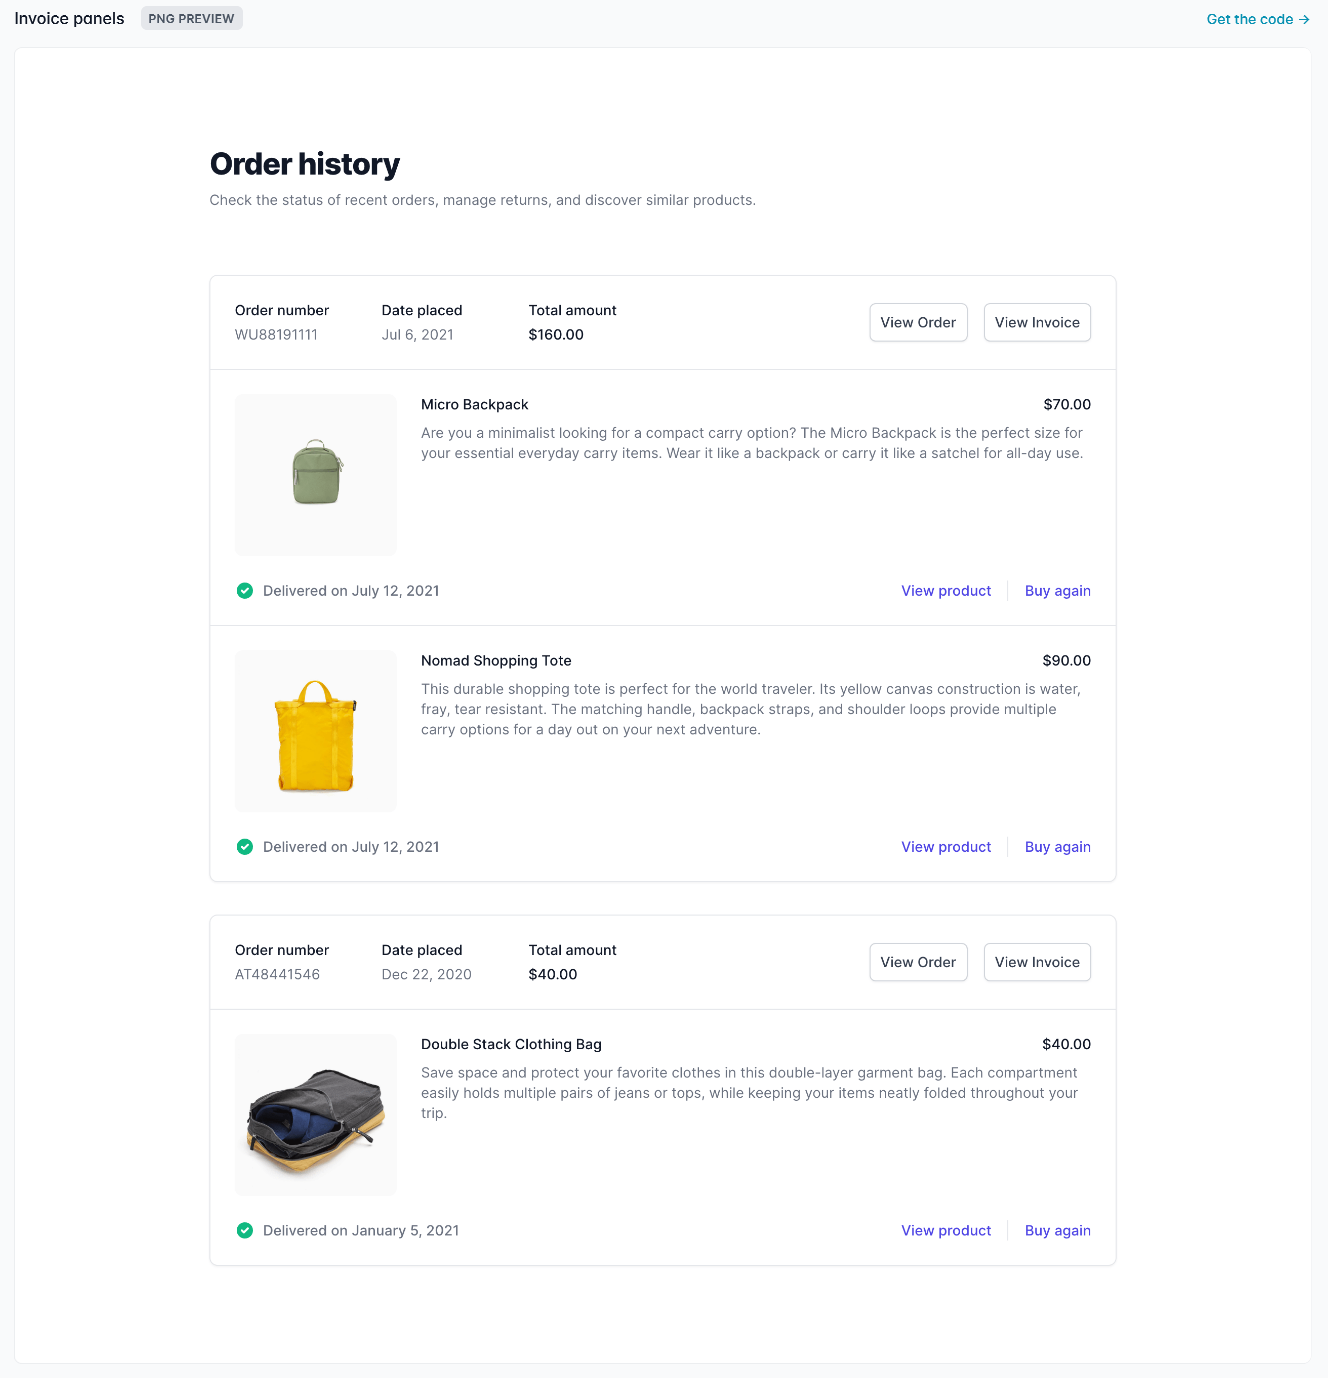 Invoice panels
PNG PREVIEW
Get the code →
Order history
Check the status of recent orders, manage returns, and discover similar products.
Order number
Date placed
Total amount
WU88191111
Jul 6, 2021
$160.00
View Order
View Invoice
Micro Backpack
$70.00
Are you a minimalist looking for a compact carry option? The Micro Backpack is the perfect size for
your essential everyday carry items. Wear it like a backpack or carry it like a satchel for all-day use.
Delivered on July 12, 2021
View product
Buy again
Nomad Shopping Tote
$90.00
This durable shopping tote is perfect for the world traveler. Its yellow canvas construction is water,
fray, tear resistant. The matching handle, backpack straps, and shoulder loops provide multiple
carry options for a day out on your next adventure.
Delivered on July 12, 2021
View product
Buy again
Order number
Date placed
Total amount
AT48441546
Dec 22, 2020
$40.00
View Order
View Invoice
Double Stack Clothing Bag
$40.00
Save space and protect your favorite clothes in this double-layer garment bag. Each compartment
easily holds multiple pairs of jeans or tops, while keeping your items neatly folded throughout your
trip.
Delivered on January 5, 2021
View product
Buy again